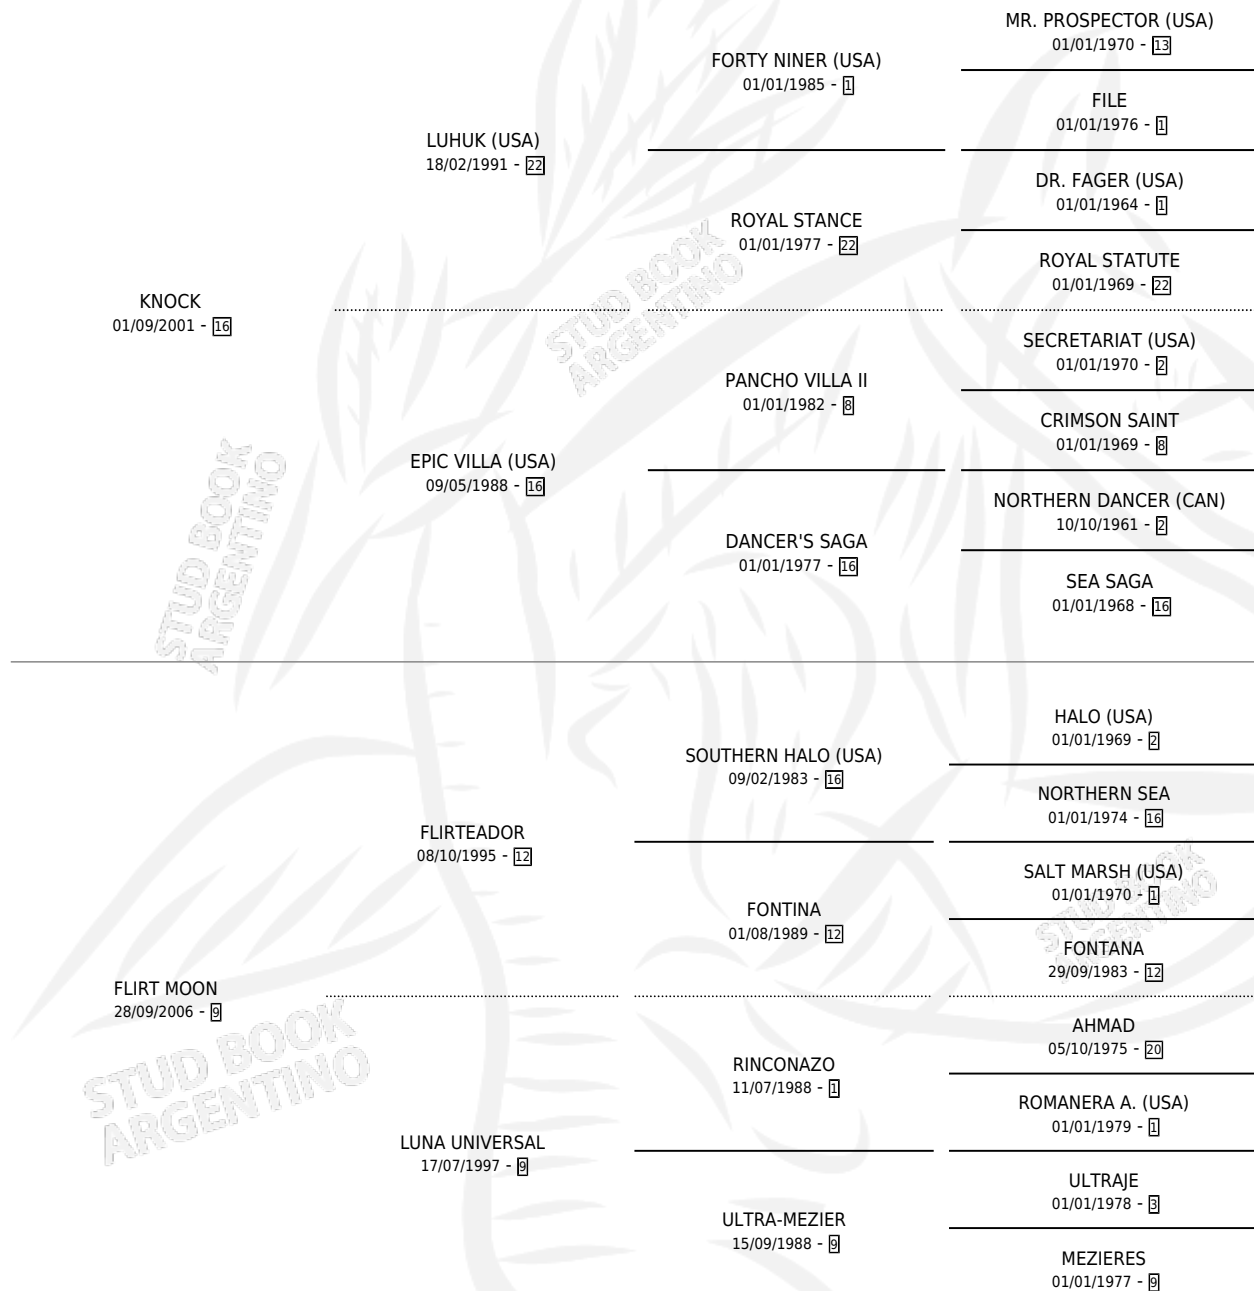 MR. PROSPECTOR (USA)
01/01/1970 - 13
FORTY NINER (USA)
01/01/1985 - 1
FILE
01/01/1976 - 1
LUHUK (USA)
18/02/1991 - 22
DR. FAGER (USA)
01/01/1964 - 1
ROYAL STANCE
01/01/1977 - 22
ROYAL STATUTE
01/01/1969 - 22
KNOCK
01/09/2001 - 16
STUD BOOK
ARGENTINO
SECRETARIAT (USA)
01/01/1970 - 2
PANCHO VILLA II
01/01/1982 - 8
CRIMSON SAINT
01/01/1969 - 8
EPIC VILLA (USA)
09/05/1988 - 16
NORTHERN DANCER (CAN)
10/10/1961 - 2
DANCER'S SAGA
01/01/1977 - 16
SEA SAGA
01/01/1968 - 16
STUD BOOK
ARGENTINO
HALO (USA)
01/01/1969 - 2
SOUTHERN HALO (USA)
09/02/1983 - 16
NORTHERN SEA
01/01/1974 - 16
FLIRTEADOR
08/10/1995 - 12
SALT MARSH (USA)
01/01/1970 - 1
FONTINA
01/08/1989 - 12
STUD BOOK
ARGENTINO
FONTANA
29/09/1983 - 12
FLIRT MOON
28/09/2006 - 9
AHMAD
05/10/1975 - 20
RINCONAZO
11/07/1988 - 1
STUD BOOK
ARGENTINO
ROMANERA A. (USA)
01/01/1979 - 1
LUNA UNIVERSAL
17/07/1997 - 9
ULTRAJE
01/01/1978 - 3
ULTRA-MEZIER
15/09/1988 - 9
MEZIERES
01/01/1977 - 9